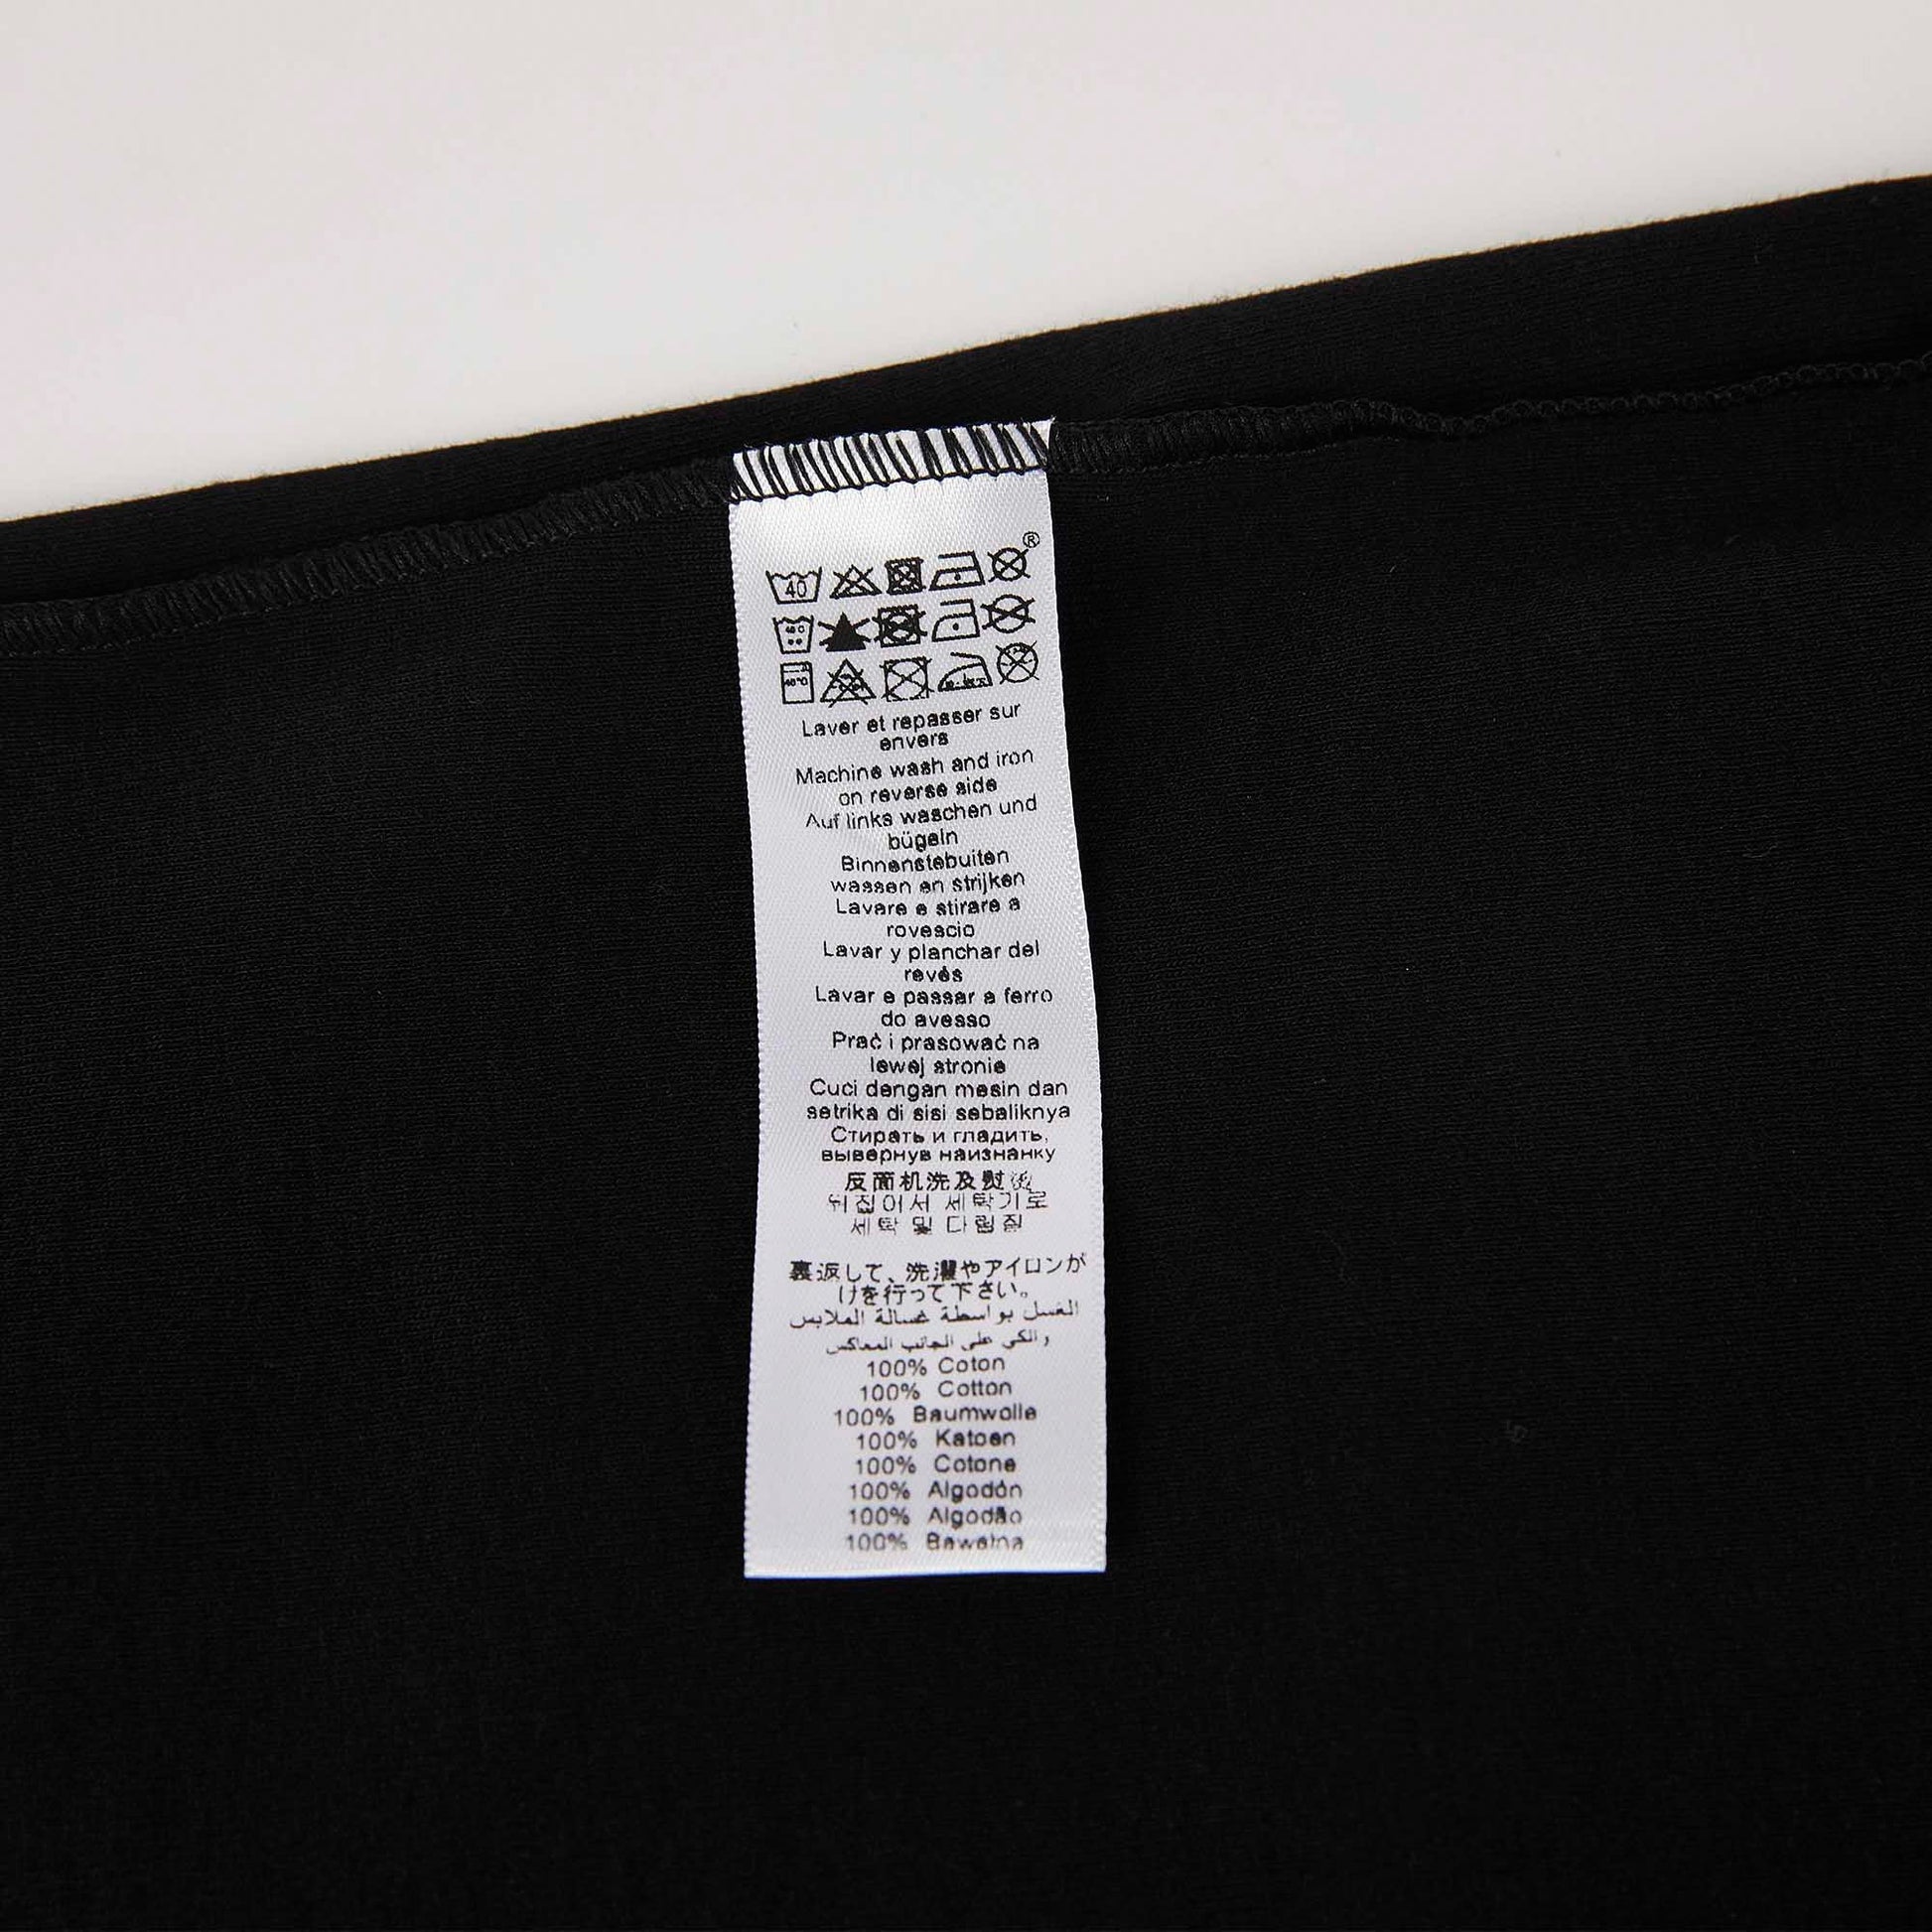 ®
40
40°C
Laver et repasser sur
envers
Machine wash and iron
on reverse side
Auf links waschen und
bügeln
Binnenstebuiten
wassen en strijken
Lavare e stirare a
rovescio
Lavar y planchar del
revés
Lavar e passar a ferro
do avesso
Prać i prasować na
lewej stronie
Cuci dengan mesin dan
setrika di sisi sebaliknya
Стирать и гладить,
вывернув наизнанку
反面机洗及熨烫
뒤집어서 세탁기로
세탁 및 다림질
裏返して、洗濯やアイロンが
けを行って下さい。
الغسل بواسطة غسالة الملابس
والكي على الجانب المعاكس
100% Coton
100% Cotton
100% Baumwolle
100% Katoen
100% Cotone
100% Algodón
100% Algodão
100% Bawełna